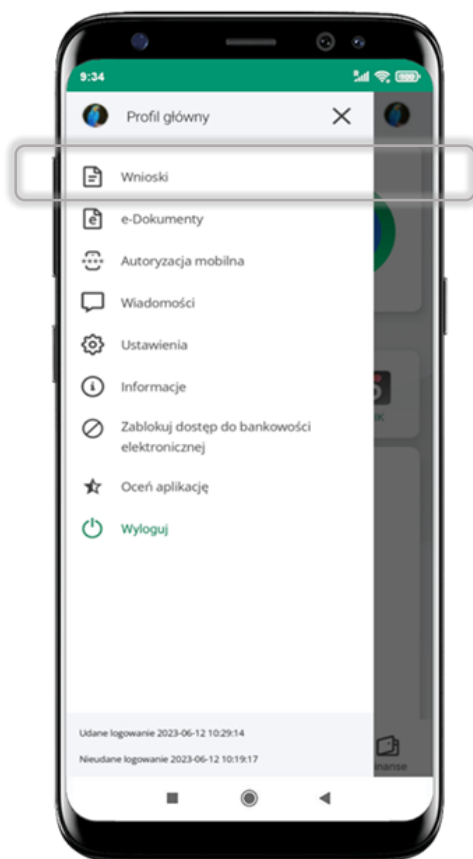 9:34
Profil główny
Wnioski
e-Dokumenty
Autoryzacja mobilna
Wiadomości
Ustawienia
Informacje
Zablokuj dostęp do bankowości
elektronicznej
Oceń aplikację
Wyloguj
Udane logowanie 2023-06-12 10:29:14
Nieudane logowanie 2023-06-12 10:19:17
inanse